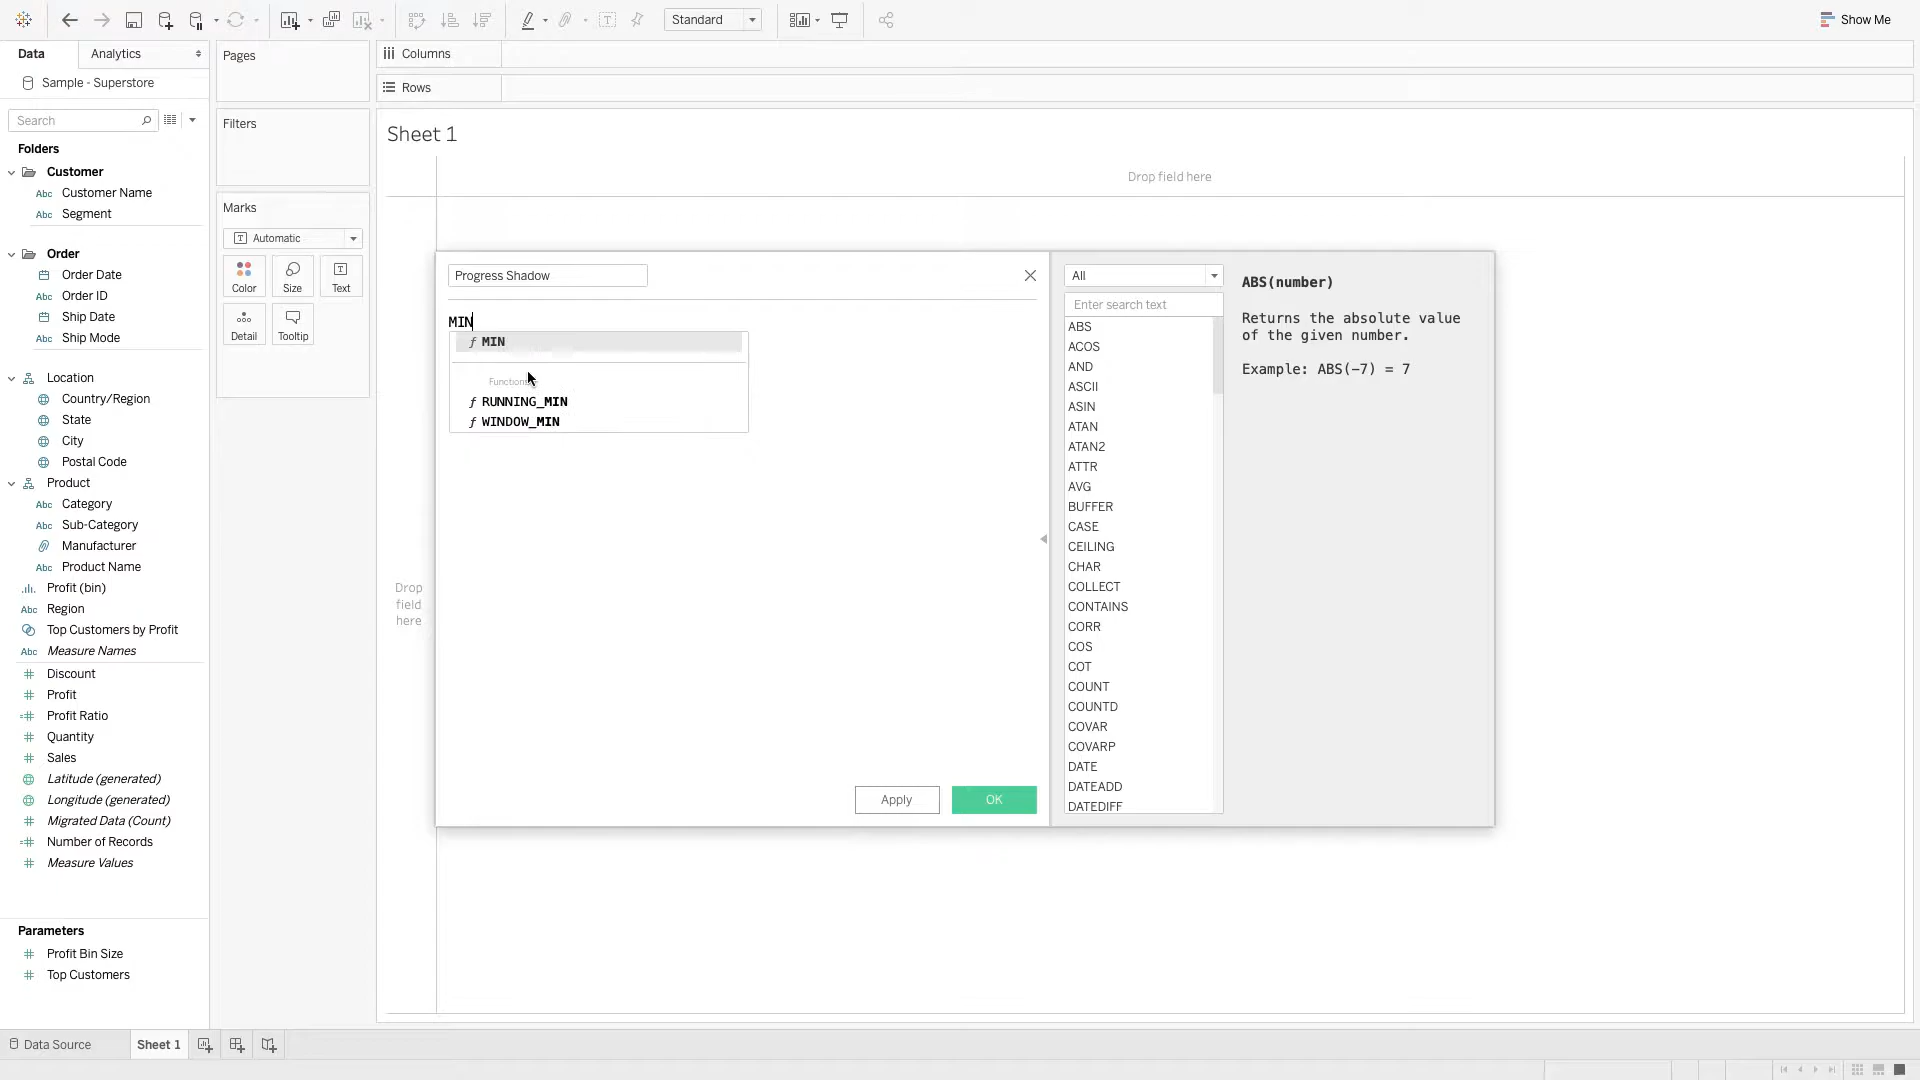 Standard
Show Me
Data
Analytics
Pages
Columns
Rows
Sample - Superstore
Search
Filters
Sheet 1
Folders
Customer
Abc Customer Name
Abc Segment
Order
Order Date
Order ID
Ship Date
Abc Ship Mode
Location
Country/Region
State
City
Postal Code
Product
Abc Category
Abc Sub-Category
Manufacturer
Abc Product Name
Profit (bin)
Abc Region
Top Customers by Profit
Abc Measure Names
Discount
Profit
Profit Ratio
Quantity
Sales
Latitude (generated)
Longitude (generated)
Migrated Data (Count)
Number of Records
Measure Values
Parameters
Profit Bin Size
Top Customers
Marks
Automatic
Color
Size
Text
Detail
Tooltip
Drop field here
Drop
field
here
Progress Shadow
MIN
f MIN
Functions
f RUNNING_MIN
f WINDOW_MIN
Apply
OK
All
Enter search text
ABS
ACOS
AND
ASCII
ASIN
ATAN
ATAN2
ATTR
AVG
BUFFER
CASE
CEILING
CHAR
COLLECT
CONTAINS
CORR
COS
COT
COUNT
COUNTD
COVAR
COVARP
DATE
DATEADD
DATEDIFF
ABS(number)
Returns the absolute value
of the given number.
Example: ABS(-7) = 7
Data Source
Sheet 1